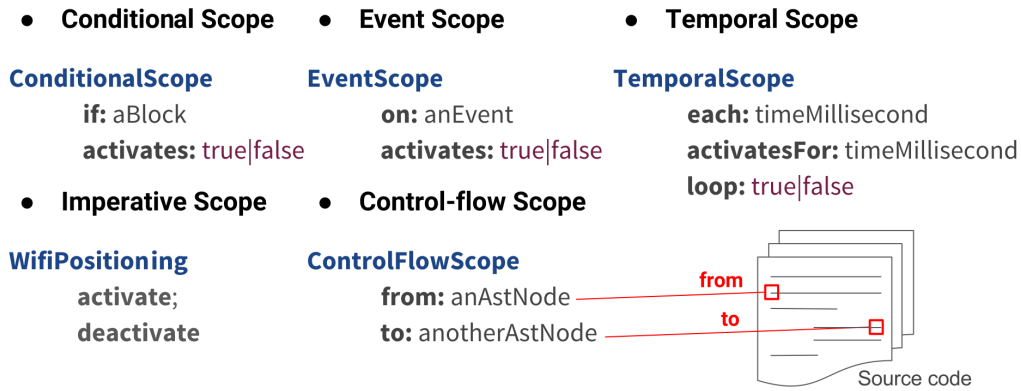 ● Conditional Scope
ConditionalScope
if: aBlock
activates: true|false
● Event Scope
EventScope
on: anEvent
activates: true|false
● Temporal Scope
TemporalScope
each: timeMillisecond
activatesFor: timeMillisecond
loop: true|false
● Imperative Scope
WifiPositioning
activate;
deactivate
● Control-flow Scope
ControlFlowScope
from: anAstNode
to: anotherAstNode
from
to
Source code